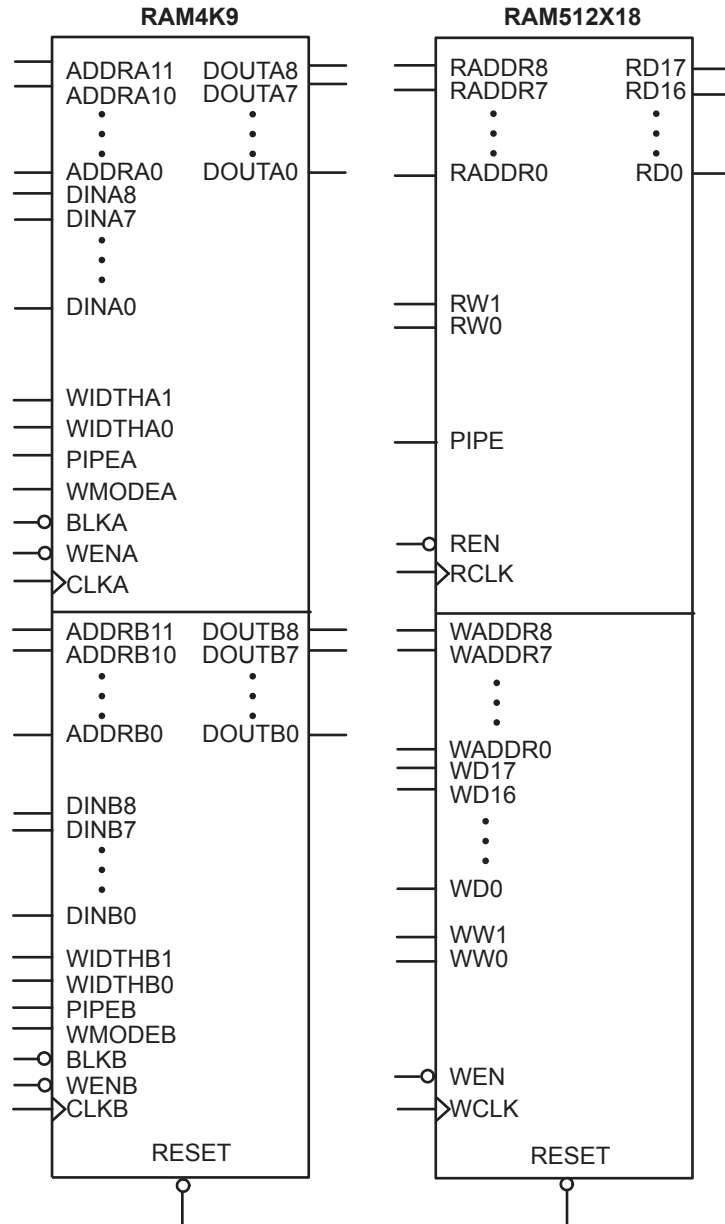 RAM4K9
ADDRA11 DOUTA8
ADDRA10 DOUTA7
ADDRA0 DOUTA0
DINA8
DINA7
DINA0
WIDTHA1
WIDTHA0
PIPEA
WMODEA
BLKA
WENA
CLKA
ADDRB11 DOUTB8
ADDRB10 DOUTB7
ADDRB0 DOUTB0
DINB8
DINB7
DINB0
WIDTHB1
WIDTHB0
PIPEB
WMODEB
BLKB
WENB
CLKB
RESET
RAM512X18
RADDR8 RD17
RADDR7 RD16
RADDR0 RD0
RW1
RW0
PIPE
REN
RCLK
WADDR8
WADDR7
WADDR0
WD17
WD16
WD0
WW1
WW0
WEN
WCLK
RESET